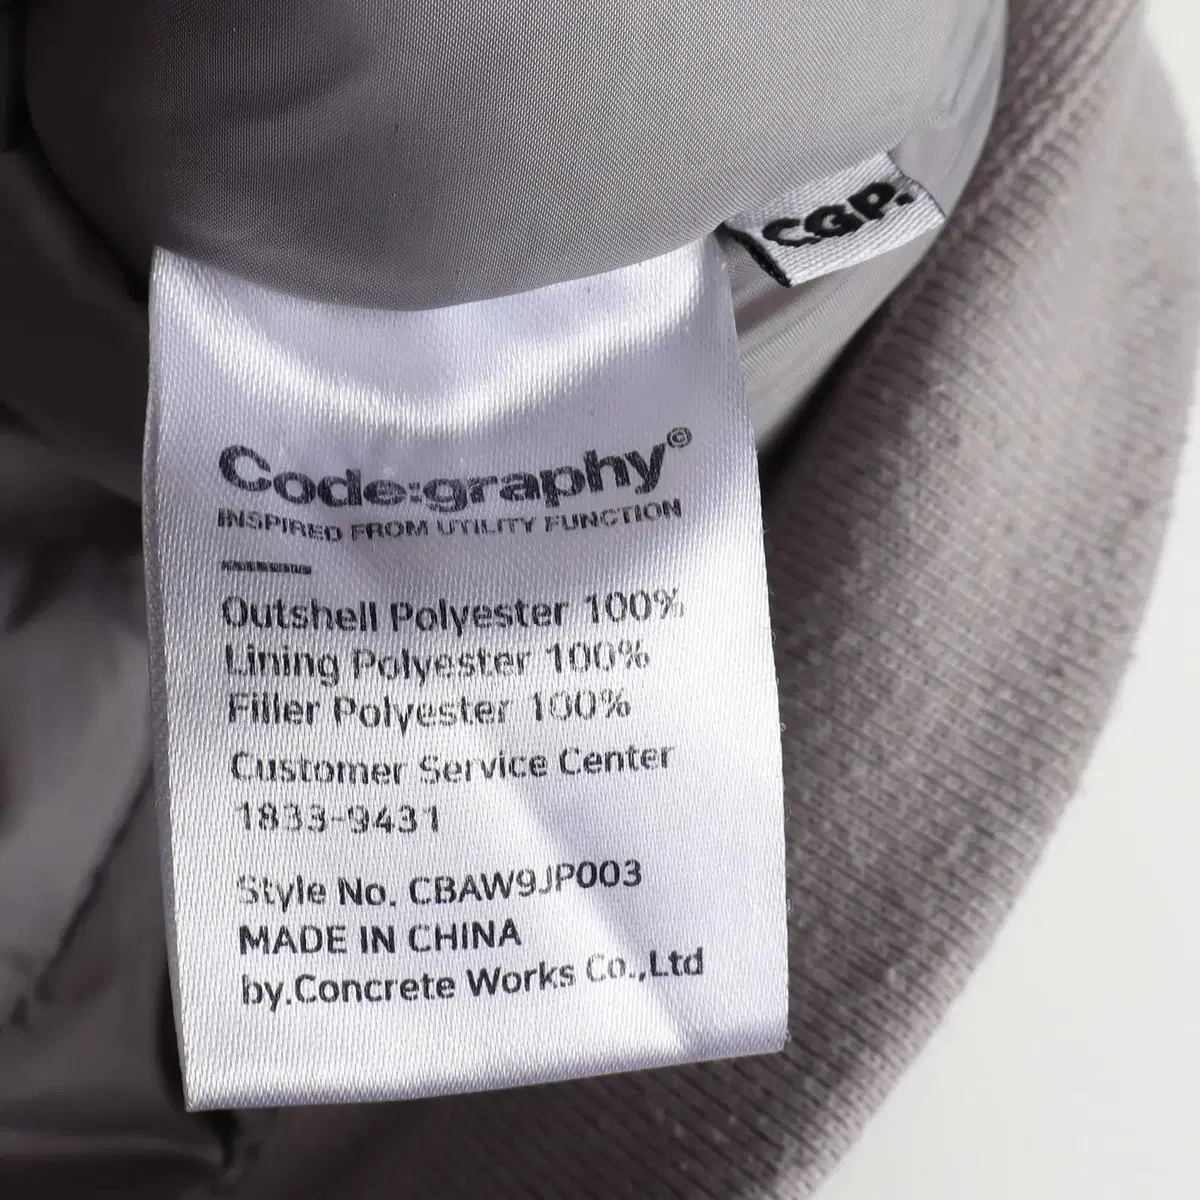 CGP.
Code:graphy©
INSPIRED FROM UTILITY FUNCTION
Outshell Polyester 100%
Lining Polyester 100%
Filler Polyester 100%
Customer Service Center
1833-9431
Style No. CBAW9JP003
MADE IN CHINA
by.Concrete Works Co.,Ltd